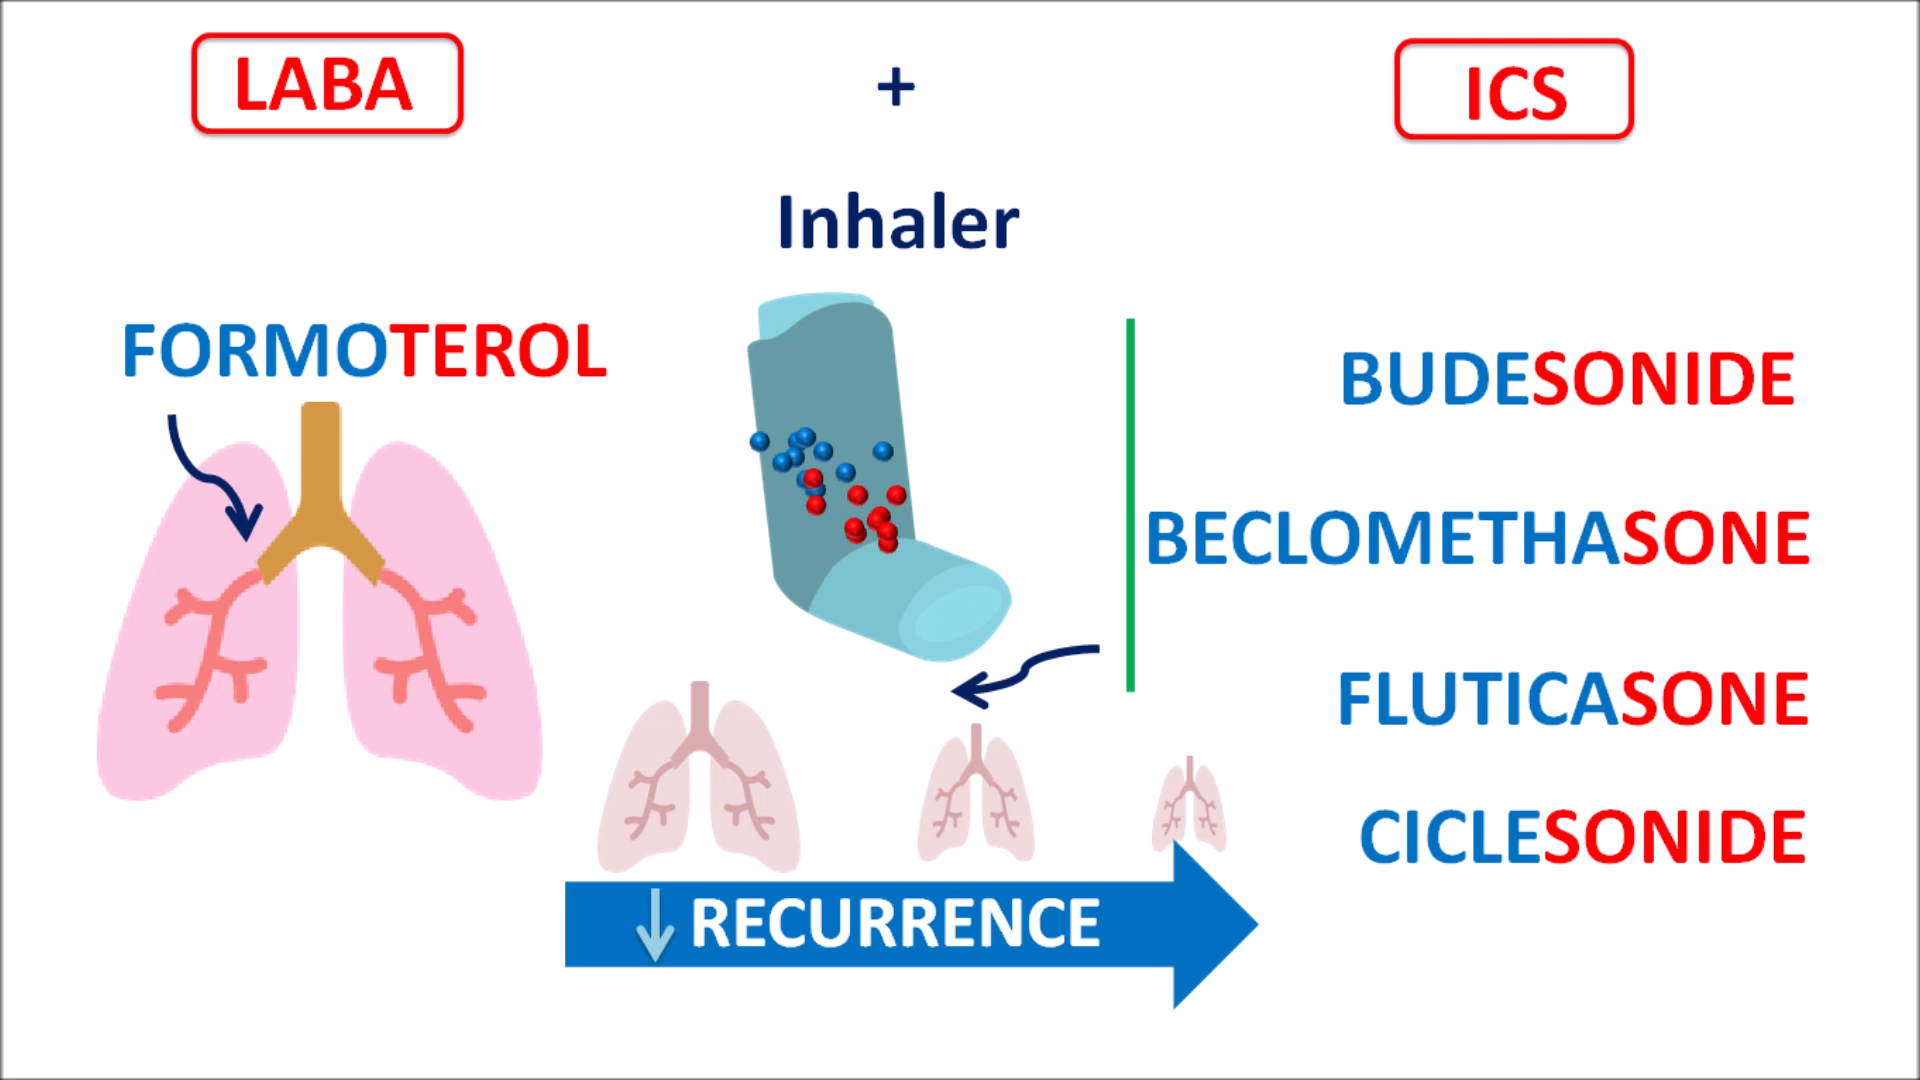 LABA
+
ICS
Inhaler
FORMOTEROL
BUDESONIDE
BECLOMETHASONE
FLUTICASONE
CICLESONIDE
↓ RECURRENCE